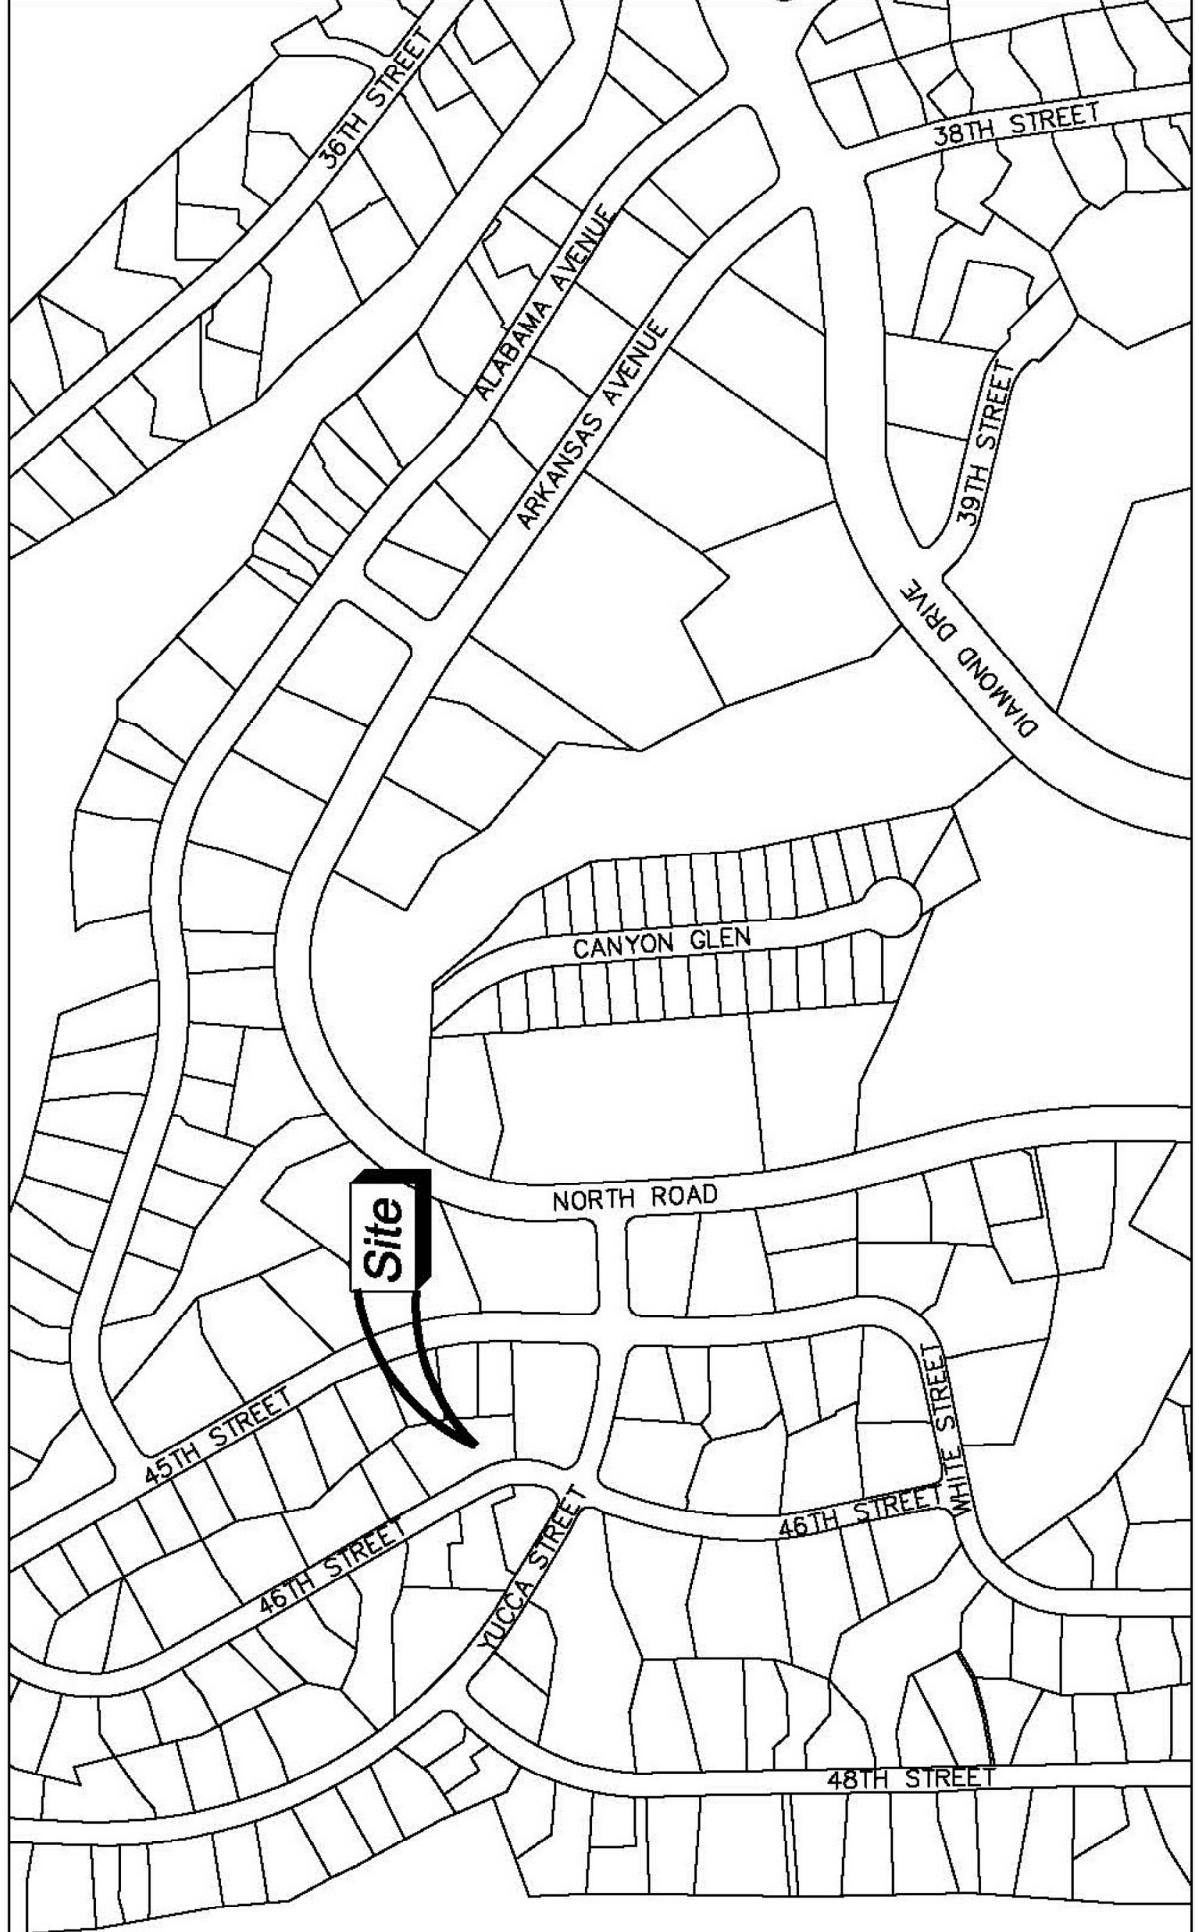 36TH STREET
38TH STREET
ALABAMA AVENUE
ARKANSAS AVENUE
39TH STREET
DIAMOND DRIVE
CANYON GLEN
NORTH ROAD
Site
45TH STREET
WHITE STREET
46TH STREET
46TH STREET
YUCCA STREET
48TH STREET